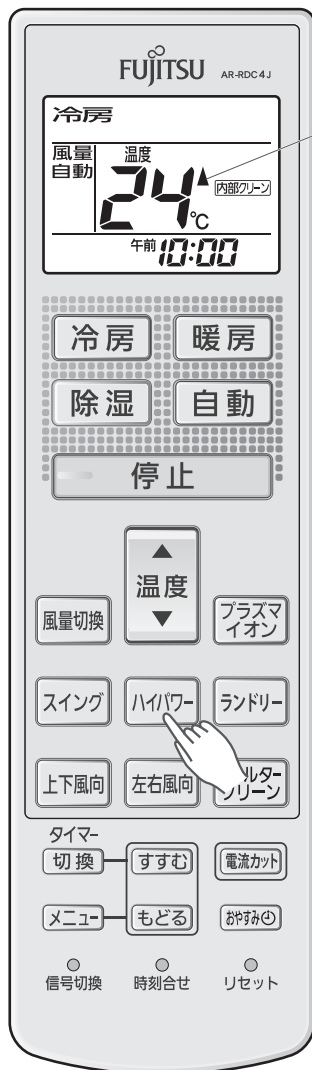 FUJITSU AR-RDC4J
冷房
風量 温度
自動 24▲ 内部クリーン
℃
午前 10:00
冷房 暖房
除湿 自動
停止
▲
温度
▼
風量切換
プラズマ
イオン
スイング ハイパワー ランドリー
上下風向 左右風向
ルター
クリーン
タイマー
切換 すすむ 電流カット
メニュー もどる おやすみ
信号切換 時刻合せ リセット